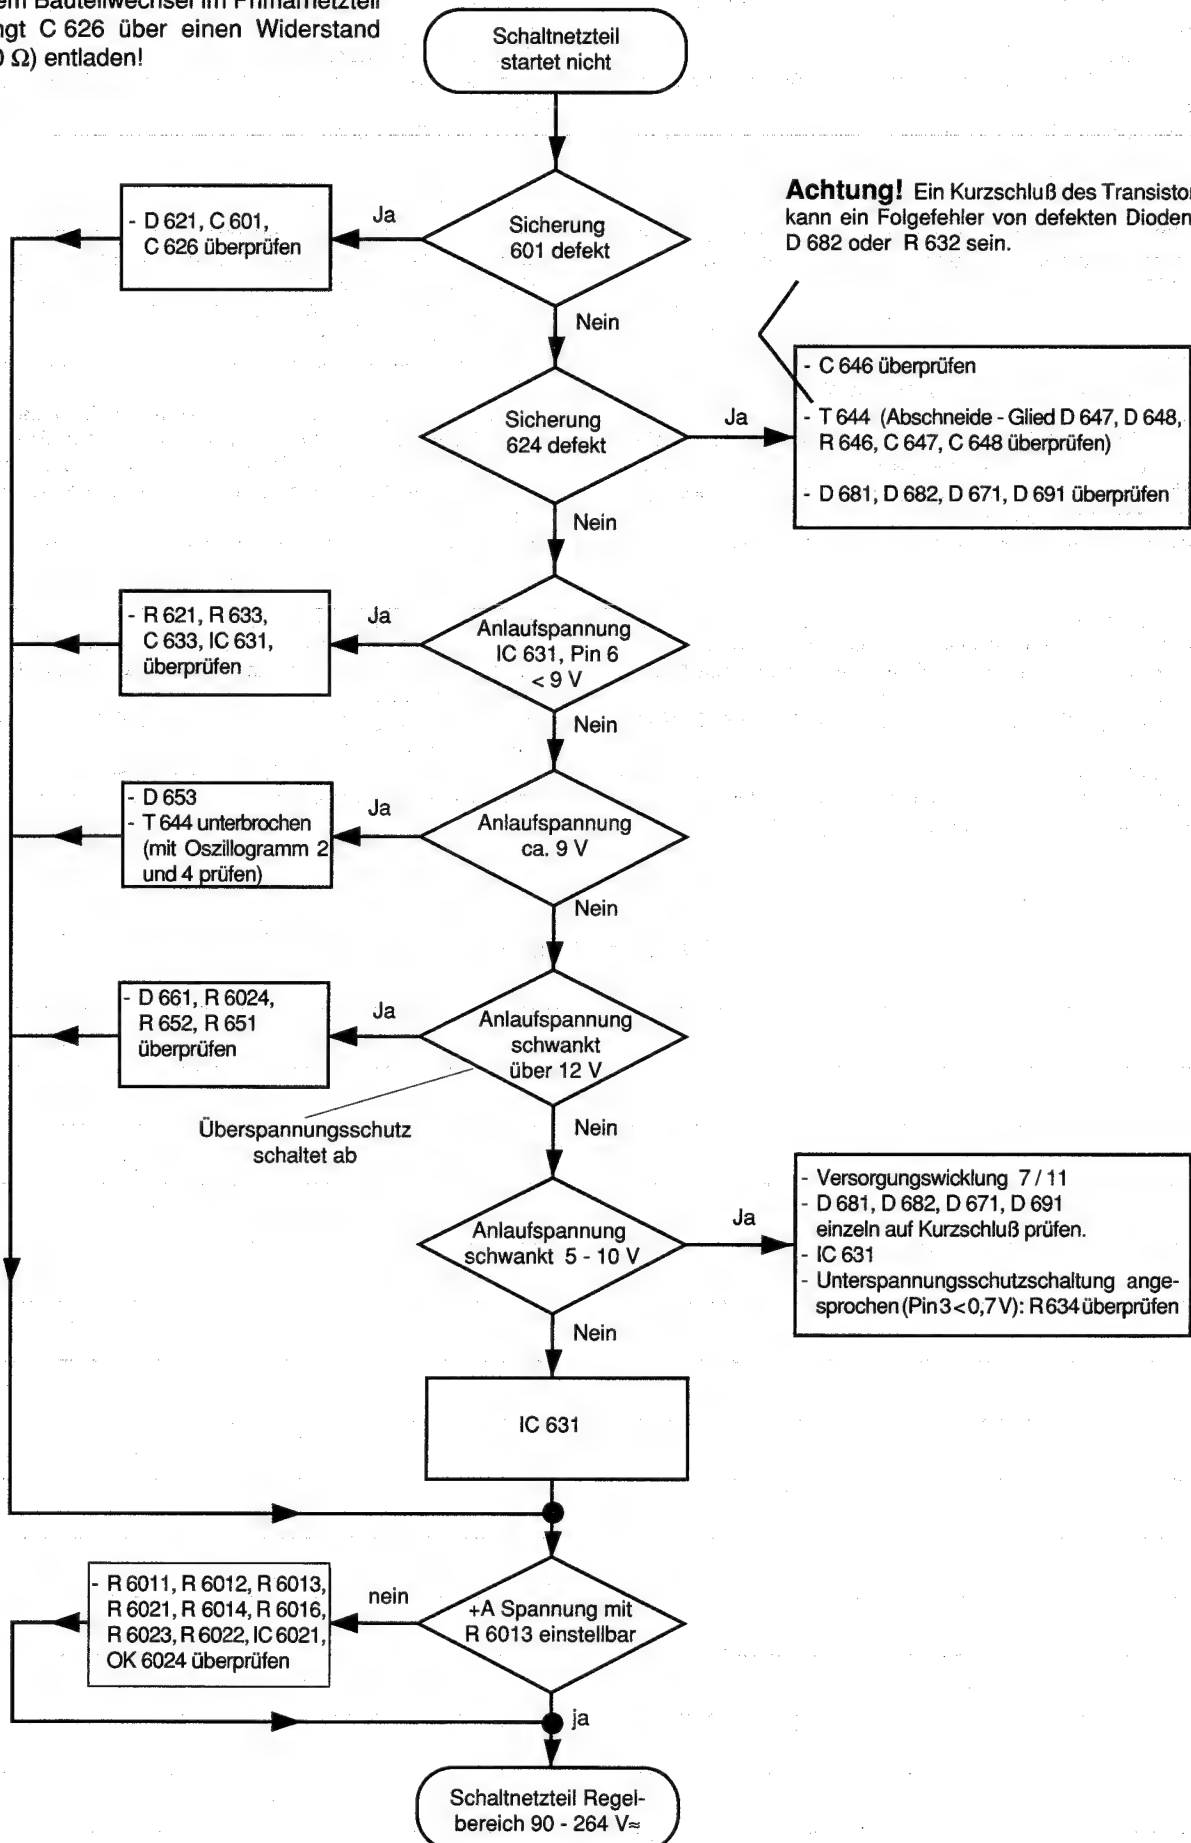 Bauteilwechsel im Primärnetzteil
C 626 über einen Widerstand
Ω) entladen!
Schaltnetzteil
startet nicht
Achtung! Ein Kurzschluß des
kann ein Folgefehler von defekten Dioden
D 682 oder R 632 sein.
- D 621, C 601,
C 626 überprüfen
Ja
Sicherung
601 defekt
Nein
Sicherung
624 defekt
Ja
- C 646 überprüfen
- T 644 (Abschneide - Glied D 647, D 648,
R 646, C 647, C 648 überprüfen)
- D 681, D 682, D 671, D 691 überprüfen
Nein
- R 621, R 633,
C 633, IC 631,
überprüfen
Ja
Anlaufspannung
IC 631, Pin 6
< 9 V
Nein
- D 653
- T 644 unterbrochen
(mit Oszillogramm 2
und 4 prüfen)
Ja
Anlaufspannung
ca. 9 V
Nein
- D 661, R 6024,
R 652, R 651
überprüfen
Ja
Anlaufspannung
schwankt
über 12 V
Überspannungsschutz
schaltet ab
Nein
Anlaufspannung
schwankt 5 - 10 V
Ja
- Versorgungswicklung 7 / 11
- D 681, D 682, D 671, D 691
einzeln auf Kurzschluß prüfen.
- IC 631
- Unterspannungsschutzschaltung ange-
sprochen (Pin 3 < 0,7 V): R 634 überprüfen
Nein
IC 631
- R 6011, R 6012, R 6013,
R 6021, R 6014, R 6016,
R 6023, R 6022, IC 6021,
OK 6024 überprüfen
nein
+A Spannung mit
R 6013 einstellbar
ja
Schaltnetzteil Regel-
bereich 90 - 264 V≈